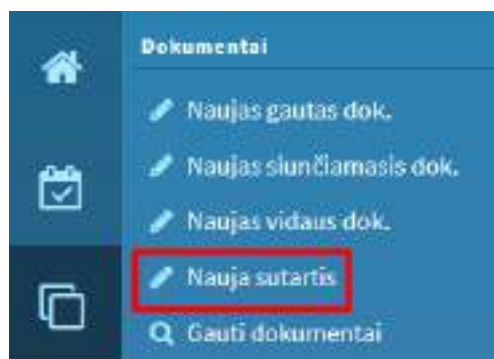 Dokumentai
Naujas gautas dok.
Naujas siunčiamasis dok.
Naujas vidaus dok.
Nauja sutartis
Gauti dokumentai